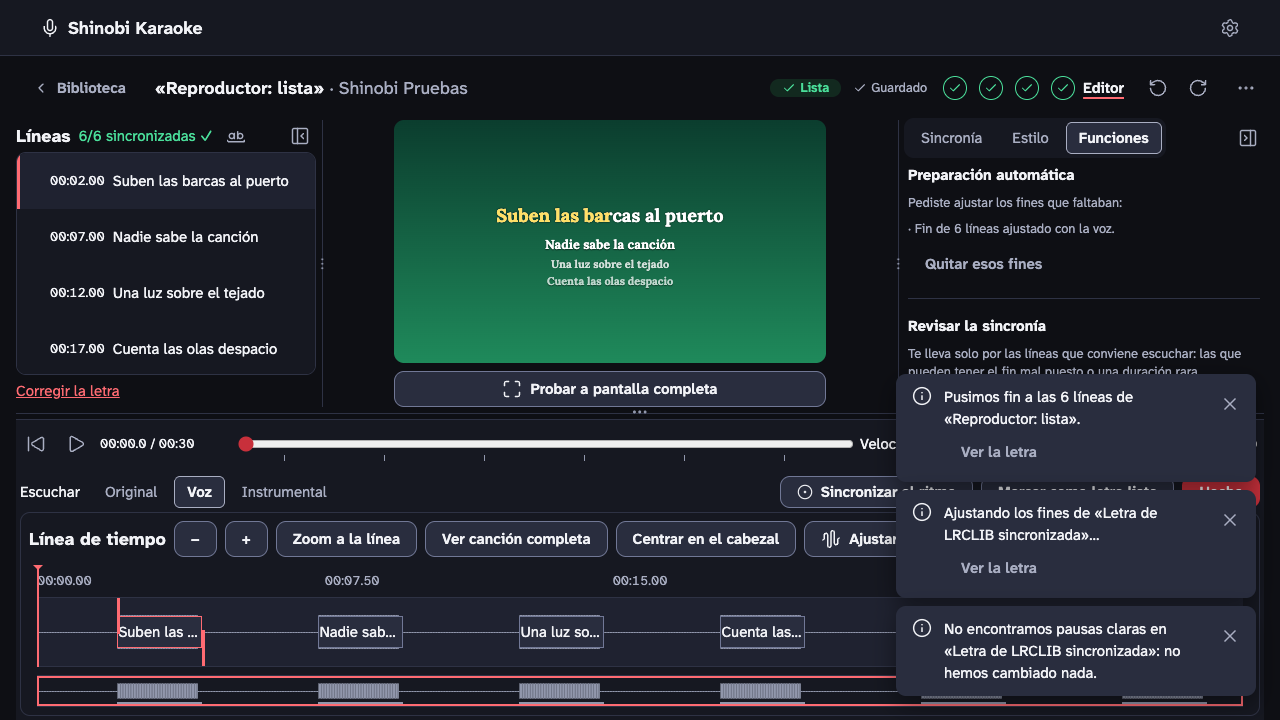 Shinobi Karaoke
Biblioteca
«Reproductor: lista» · Shinobi Pruebas
Lista
Guardado
Editor
Líneas 6/6 sincronizadas
ab
00:02.00 Suben las barcas al puerto
00:07.00 Nadie sabe la canción
00:12.00 Una luz sobre el tejado
00:17.00 Cuenta las olas despacio
Corregir la letra
Suben las barcas al puerto
Nadie sabe la canción
Una luz sobre el tejado
Cuenta las olas despacio
Probar a pantalla completa
Sincronía
Estilo
Funciones
Preparación automática
Pediste ajustar los fines que faltaban:
· Fin de 6 líneas ajustado con la voz.
Quitar esos fines
Revisar la sincronía
Te lleva solo por las líneas que conviene escuchar: las que
pueden tener el fin mal puesto o una duración rara
00:00.0 / 00:30
Veloc
Escuchar
Original
Voz
Instrumental
Sincronizar al ritmo
Marcar como letra lista
Hecho
Línea de tiempo
–
+
Zoom a la línea
Ver canción completa
Centrar en el cabezal
Ajustar
00:00.00
00:07.50
00:15.00
Suben las ...
Nadie sab...
Una luz so...
Cuenta las...
Pusimos fin a las 6 líneas de
«Reproductor: lista».
Ver la letra
Ajustando los fines de «Letra de
LRCLIB sincronizada»...
Ver la letra
No encontramos pausas claras en
«Letra de LRCLIB sincronizada»: no
hemos cambiado nada.